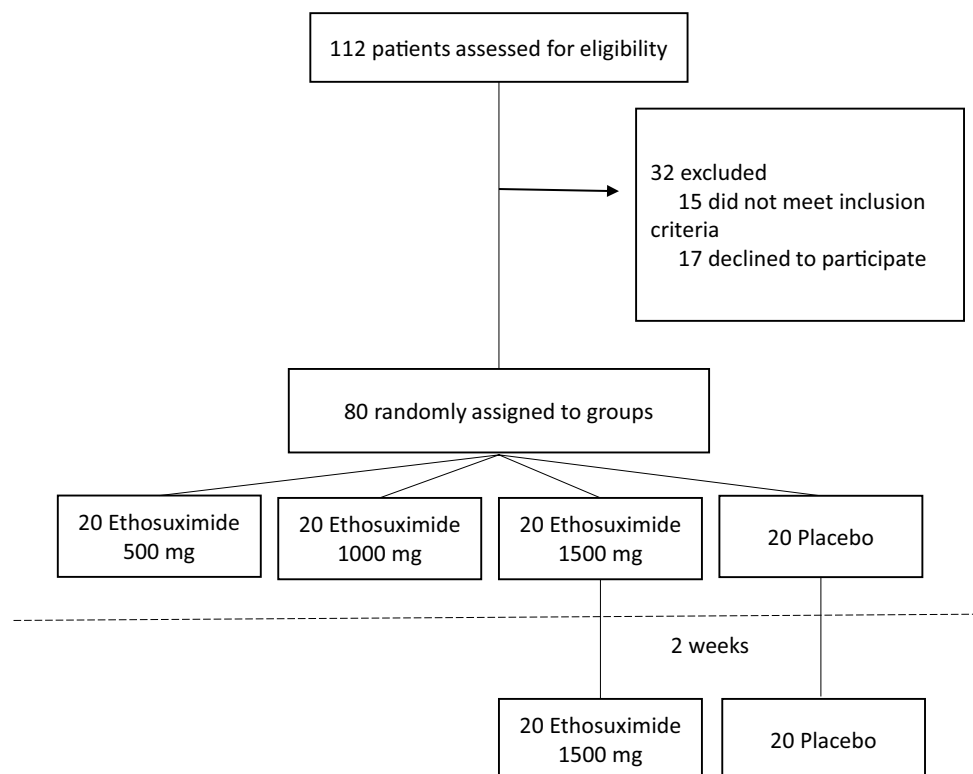 112 patients assessed for eligibility
32 excluded
15 did not meet inclusion
criteria
17 declined to participate
80 randomly assigned to groups
20 Ethosuximide
500 mg
20 Ethosuximide
1000 mg
20 Ethosuximide
1500 mg
20 Placebo
2 weeks
20 Ethosuximide
1500 mg
20 Placebo